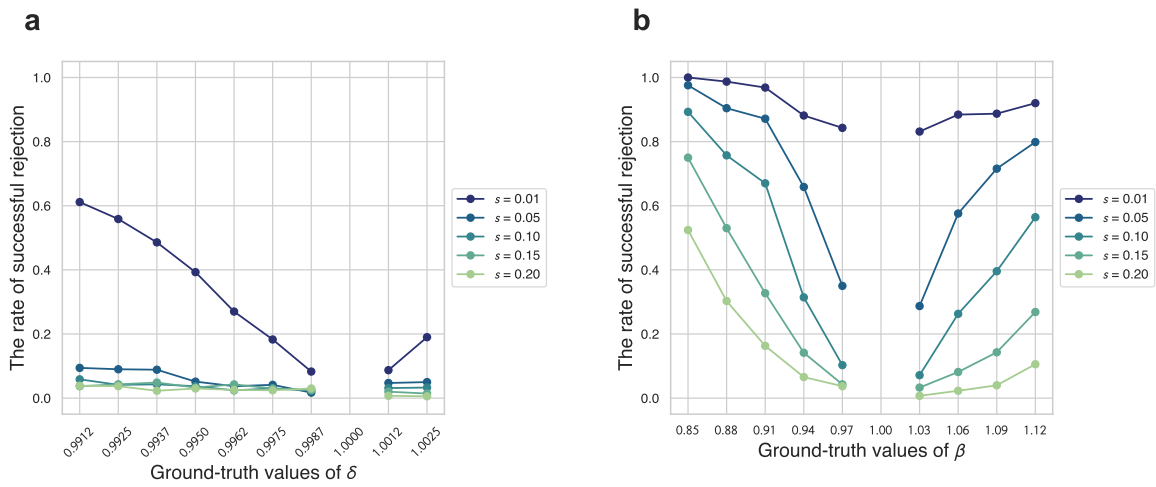 a
The rate of successful rejection
1.0
0.8
0.6
0.4
0.2
0.0
0.9912 0.9925 0.9937 0.9950 0.9962 0.9975 0.9987 1.0000 1.0012 1.0025
Ground-truth values of δ
s = 0.01
s = 0.05
s = 0.10
s = 0.15
s = 0.20
b
The rate of successful rejection
1.0
0.8
0.6
0.4
0.2
0.0
0.85 0.88 0.91 0.94 0.97 1.00 1.03 1.06 1.09 1.12
Ground-truth values of β
s = 0.01
s = 0.05
s = 0.10
s = 0.15
s = 0.20